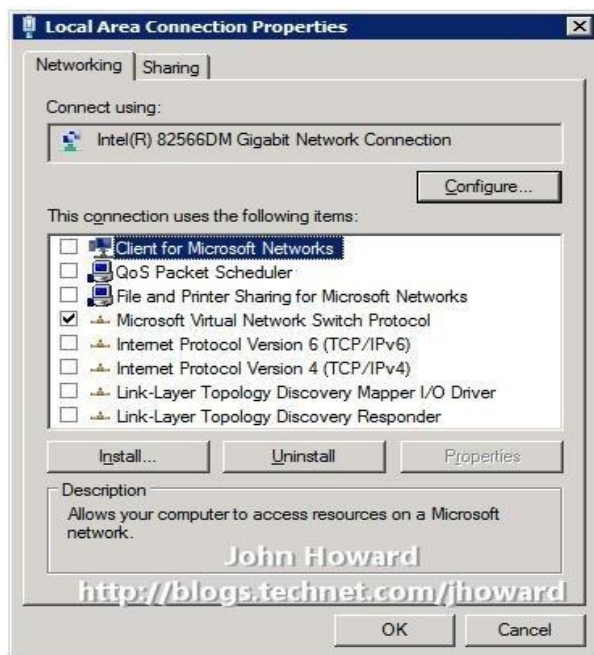 Local Area Connection Properties
Networking
Sharing
Connect using:
Intel(R) 82566DM Gigabit Network Connection
Configure...
This connection uses the following items:
Client for Microsoft Networks
QoS Packet Scheduler
File and Printer Sharing for Microsoft Networks
Microsoft Virtual Network Switch Protocol
Internet Protocol Version 6 (TCP/IPv6)
Internet Protocol Version 4 (TCP/IPv4)
Link-Layer Topology Discovery Mapper I/O Driver
Link-Layer Topology Discovery Responder
Install...
Uninstall
Properties
Description
Allows your computer to access resources on a Microsoft
network.
John Howard
http://blogs.technet.com/jhoward
OK
Cancel